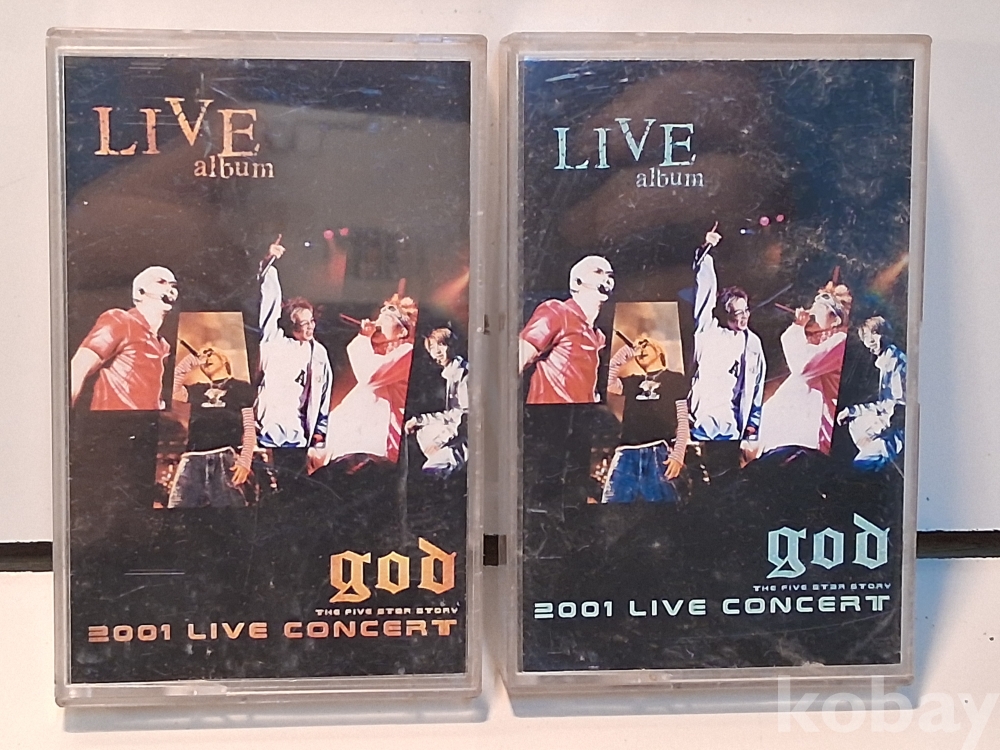 LIVE
album
god
THE FIVE STAR STORY
2001 LIVE CONCERT
LIVE
album
god
THE FIVE STAR STORY
2001 LIVE CONCERT
kobay